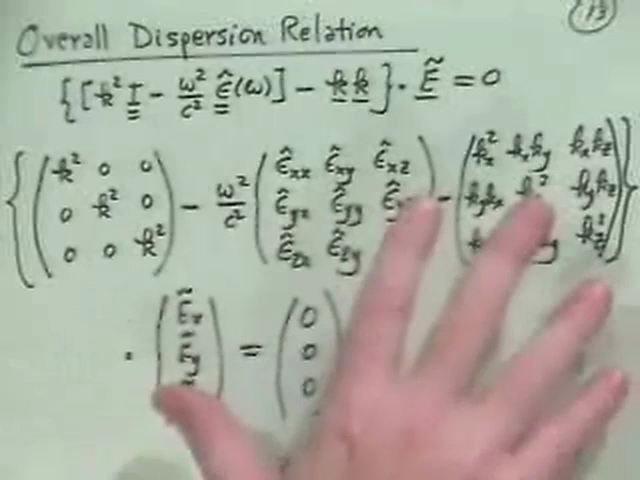 13
Overall Dispersion Relation
{[k² I̳ - ω²/c² ε̳̂(ω)] - k̲ k̲} · Ẽ̲ = 0
{(k² 0 0 - ω²/c² (ε̂xx ε̂xy ε̂xz - (kx² kxky kxkz)}
0 k² 0 ε̂yx ε̂yy kykx kykz
0 0 k²) ε̂zx ε̂zy kz²
· (Ẽx = (0
Ẽy 0
0